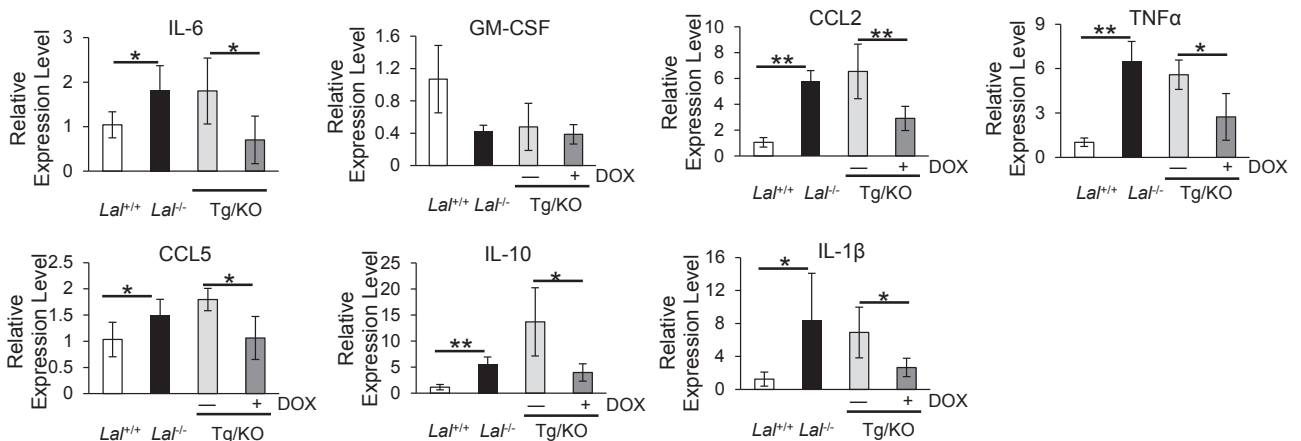 IL-6
Relative
Expression Level
3
2
1
0
*
*
Lal+/+ Lal-/- Tg/KO
GM-CSF
Relative
Expression Level
1.6
1.2
0.8
0.4
0
— + DOX
Lal+/+ Lal-/- Tg/KO
CCL2
Relative
Expression Level
10
8
6
4
2
0
**
**
— + DOX
Lal+/+ Lal-/- Tg/KO
TNFα
Relative
Expression Level
9
6
3
0
**
*
— + DOX
Lal+/+ Lal-/- Tg/KO
CCL5
Relative
Expression Level
2.5
2
1.5
1
0.5
0
*
*
— + DOX
Lal+/+ Lal-/- Tg/KO
IL-10
Relative
Expression Level
25
20
15
10
5
0
**
*
— + DOX
Lal+/+ Lal-/- Tg/KO
IL-1β
Relative
Expression Level
16
12
8
4
0
*
*
— + DOX
Lal+/+ Lal-/- Tg/KO